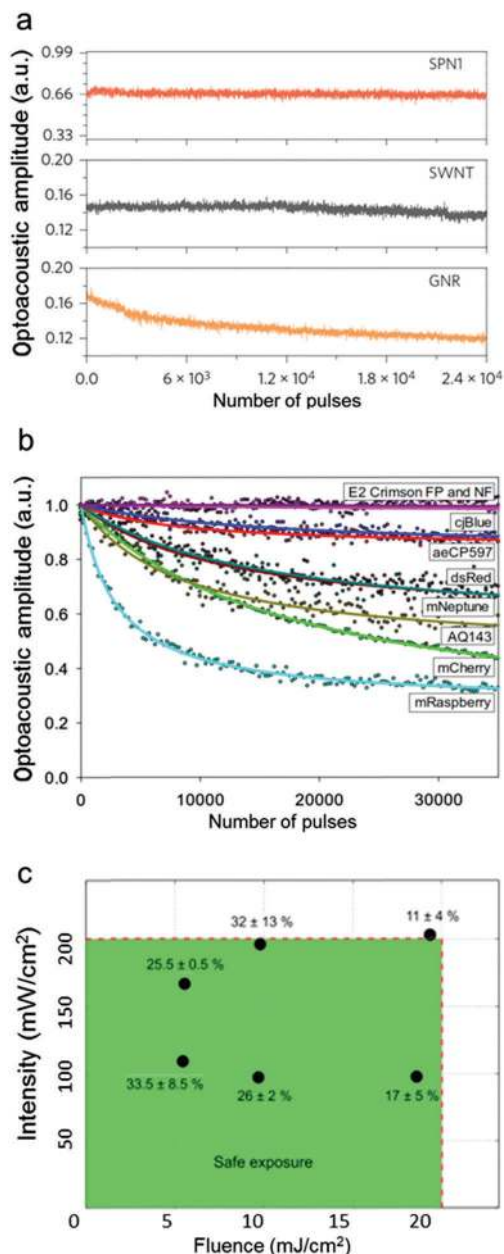 a
Optoacoustic amplitude (a.u.)
0.99
0.66
0.33
SPN1
0.20
0.16
0.12
SWNT
0.20
0.16
0.12
GNR
0.0
6 × 10³
1.2 × 10⁴
1.8 × 10⁴
2.4 × 10⁴
Number of pulses
b
Optoacoustic amplitude (a.u.)
1.0
0.8
0.6
0.4
0.2
0.0
E2 Crimson FP and NF
cjBlue
aeCP597
dsRed
mNeptune
AQ143
mCherry
mRaspberry
0
10000
20000
30000
Number of pulses
c
Intensity (mW/cm²)
200
150
100
50
0
32 ± 13 %
11 ± 4 %
25.5 ± 0.5 %
33.5 ± 8.5 %
26 ± 2 %
17 ± 5 %
Safe exposure
5
10
15
20
Fluence (mJ/cm²)